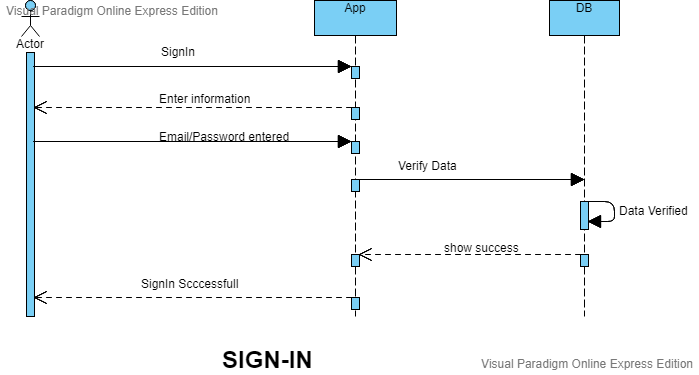 Visual Paradigm Online Express Edition
App
DB
Actor
SignIn
Enter information
Email/Password entered
Verify Data
Data Verified
show success
SignIn Scccessfull
SIGN-IN
Visual Paradigm Online Express Edition